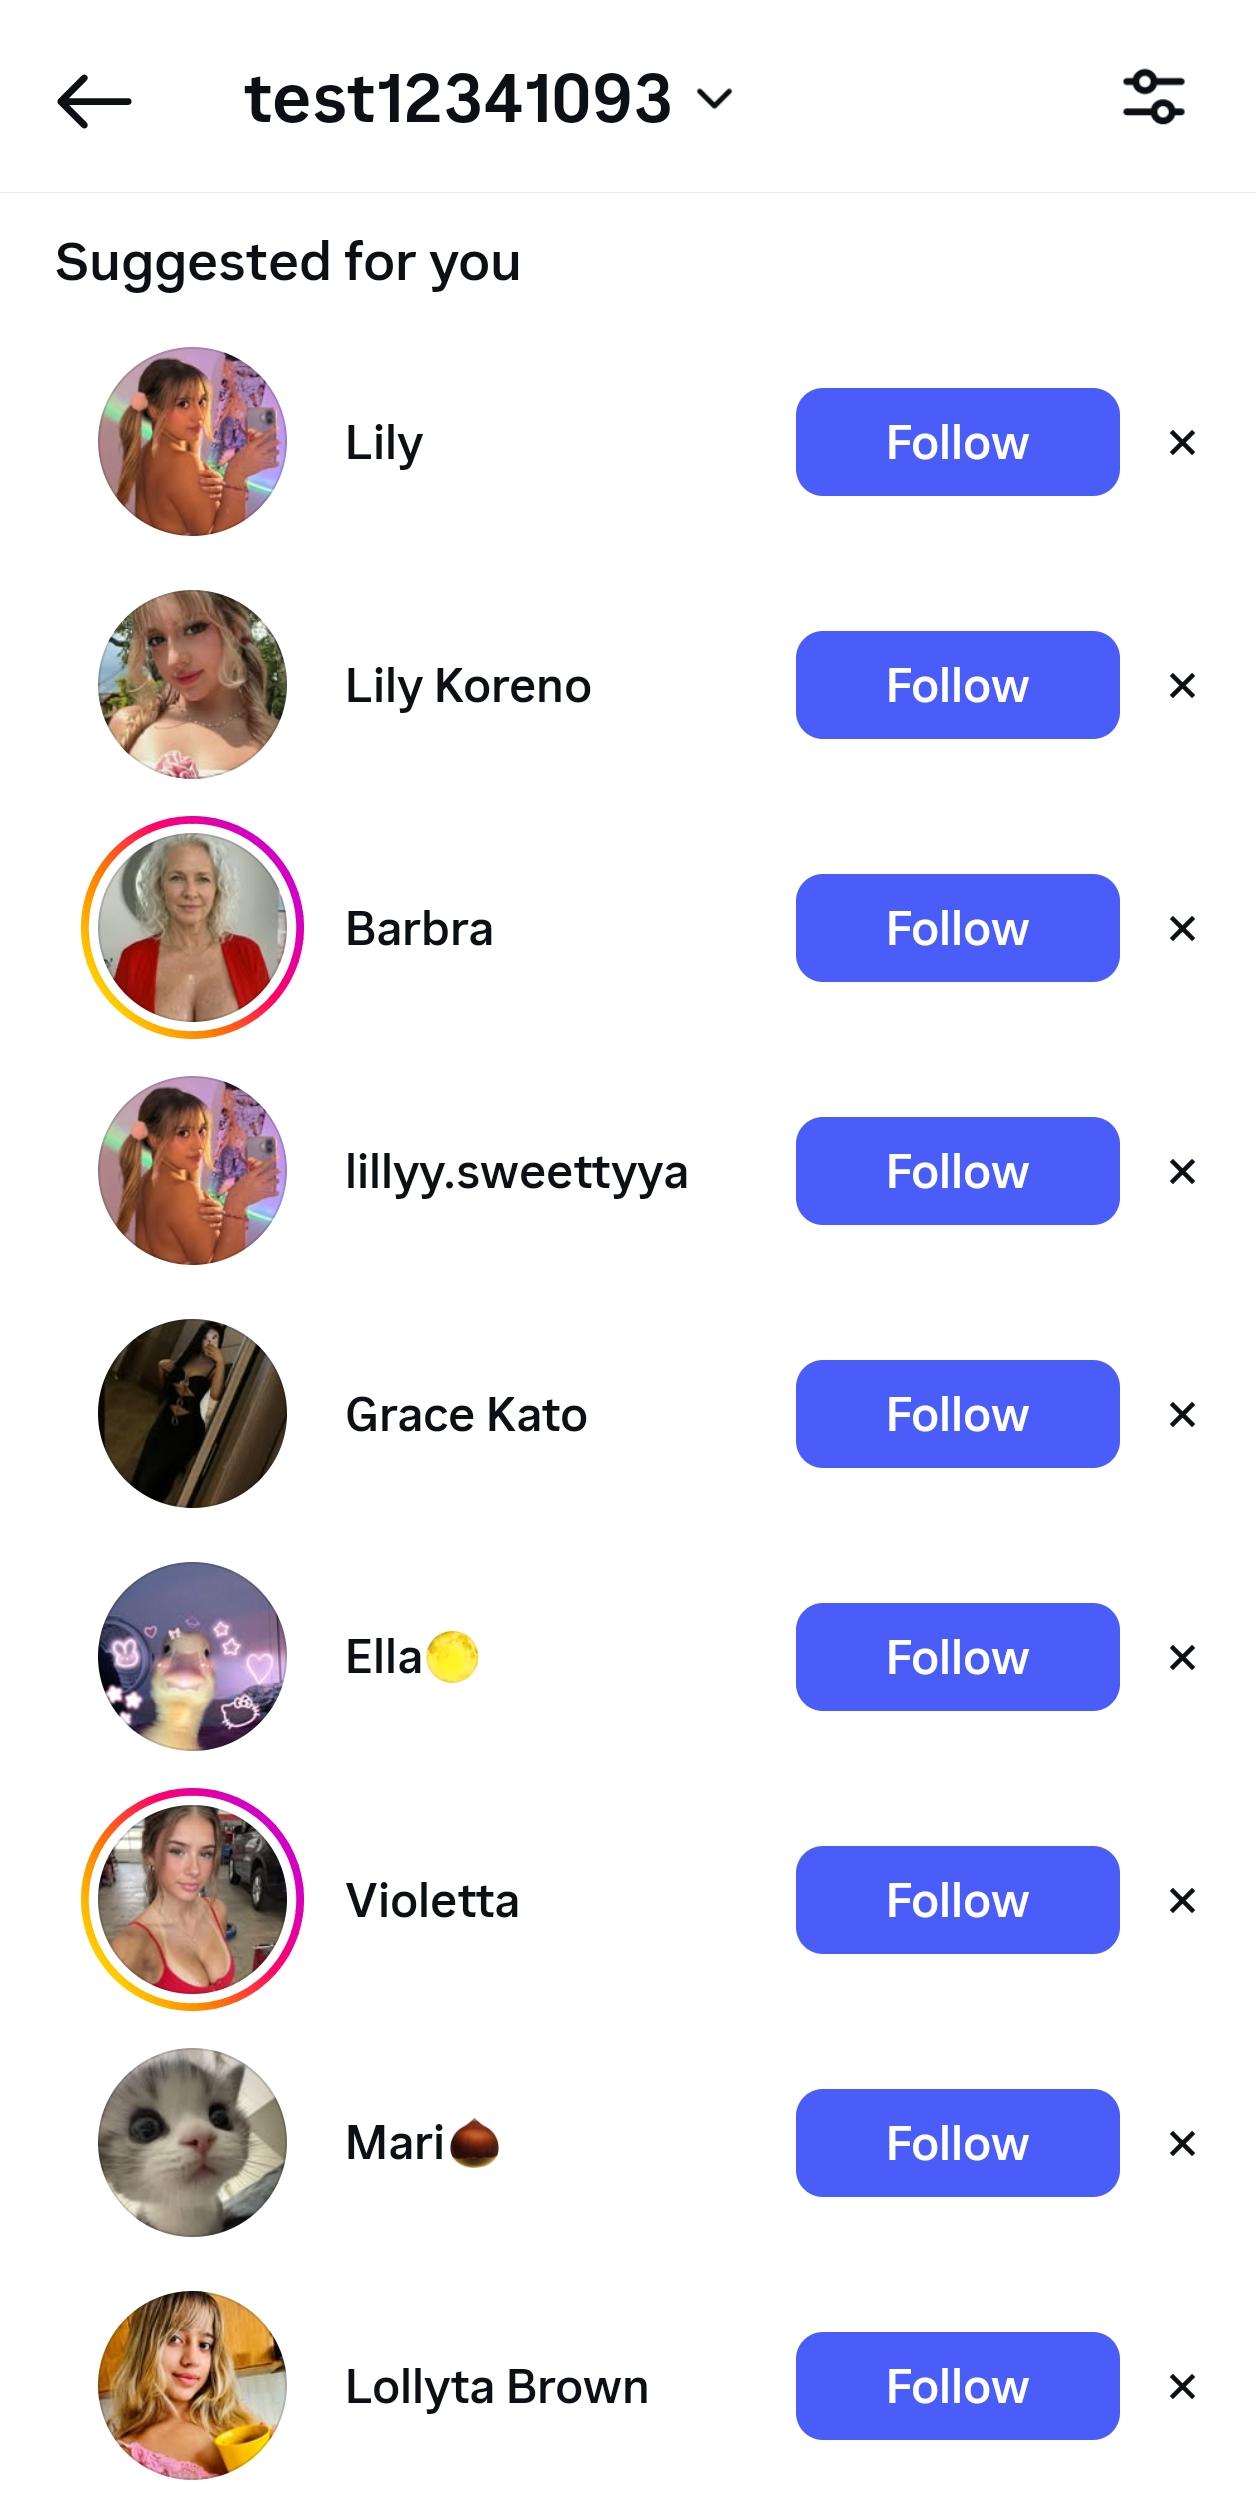 test12341093
Suggested for you
Lily Follow
Lily Koreno Follow
Barbra Follow
lillyy.sweettyya Follow
Grace Kato Follow
Ella🌕 Follow
Violetta Follow
Mari🌰 Follow
Lollyta Brown Follow